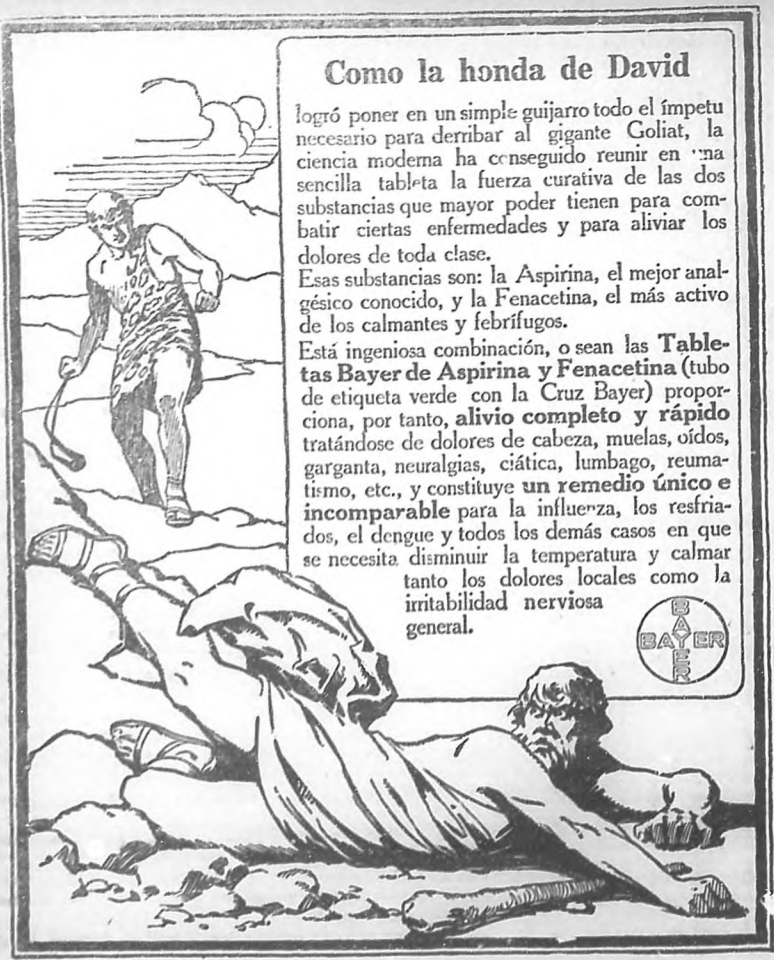 Como la honda de David
logró poner en un simple guijarro todo el ímpetu
necesario para derribar al gigante Goliat, la
ciencia moderna ha conseguido reunir en una
sencilla tableta la fuerza curativa de las dos
substancias que mayor poder tienen para com-
batir ciertas enfermedades y para aliviar los
dolores de toda clase.
Esas substancias son: la Aspirina, el mejor anal-
gésico conocido, y la Fenacetina, el más activo
de los calmantes y febrífugos.
Está ingeniosa combinación, o sean las Table-
tas Bayer de Aspirina y Fenacetina (tubo
de etiqueta verde con la Cruz Bayer) propor-
ciona, por tanto, alivio completo y rápido
tratándose de dolores de cabeza, muelas, oídos,
garganta, neuralgias, ciática, lumbago, reuma-
tismo, etc., y constituye un remedio único e
incomparable para la influenza, los resfria-
dos, el dengue y todos los demás casos en que
se necesita disminuir la temperatura y calmar
tanto los dolores locales como la
irritabilidad nerviosa
general.
BAYER
BAYER